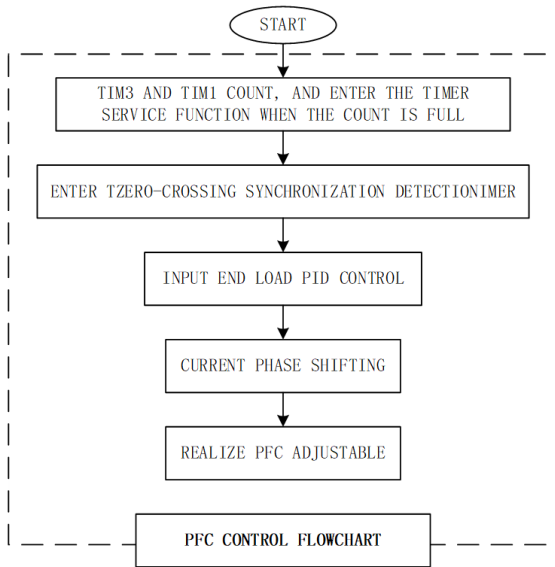 START
TIM3 AND TIM1 COUNT, AND ENTER THE TIMER
SERVICE FUNCTION WHEN THE COUNT IS FULL
ENTER TZERO-CROSSING SYNCHRONIZATION DETECTIONIMER
INPUT END LOAD PID CONTROL
CURRENT PHASE SHIFTING
REALIZE PFC ADJUSTABLE
PFC CONTROL FLOWCHART